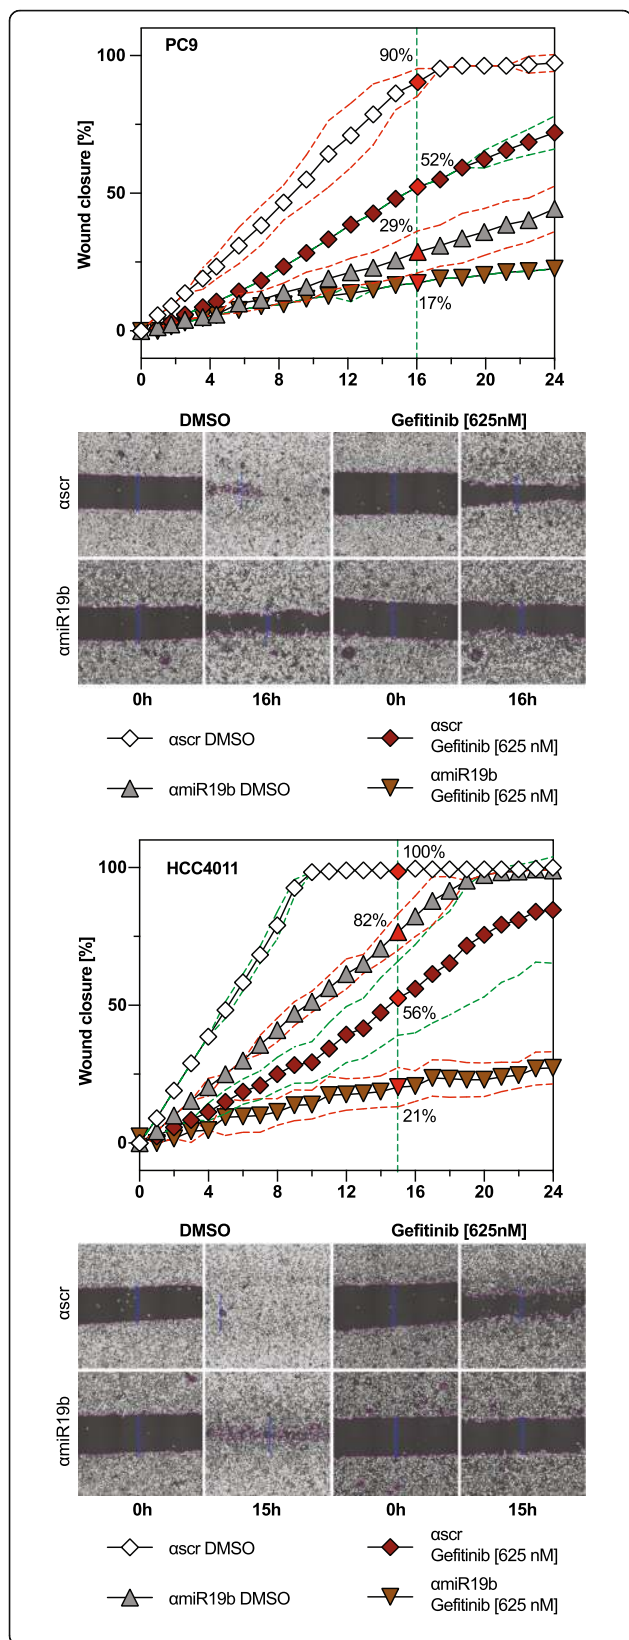 PC9
Wound closure [%]
100
50
0
90%
52%
29%
17%
0 4 8 12 16 20 24
DMSO Gefitinib [625nM]
αscr
αmiR19b
0h 16h 0h 16h
αscr DMSO
αscr
Gefitinib [625 nM]
αmiR19b DMSO
αmiR19b
Gefitinib [625 nM]
HCC4011
Wound closure [%]
100
50
0
100%
82%
56%
21%
0 4 8 12 16 20 24
DMSO Gefitinib [625nM]
αscr
αmiR19b
0h 15h 0h 15h
αscr DMSO
αscr
Gefitinib [625 nM]
αmiR19b DMSO
αmiR19b
Gefitinib [625 nM]